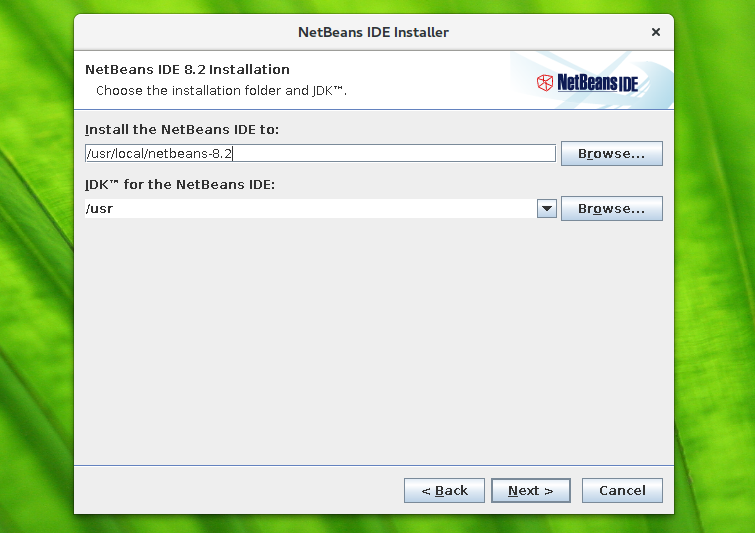 NetBeans IDE Installer
×
NetBeans IDE 8.2 Installation
Choose the installation folder and JDK™.
NetBeans IDE
Install the NetBeans IDE to:
/usr/local/netbeans-8.2
Browse...
JDK™ for the NetBeans IDE:
/usr
Browse...
< Back
Next >
Cancel